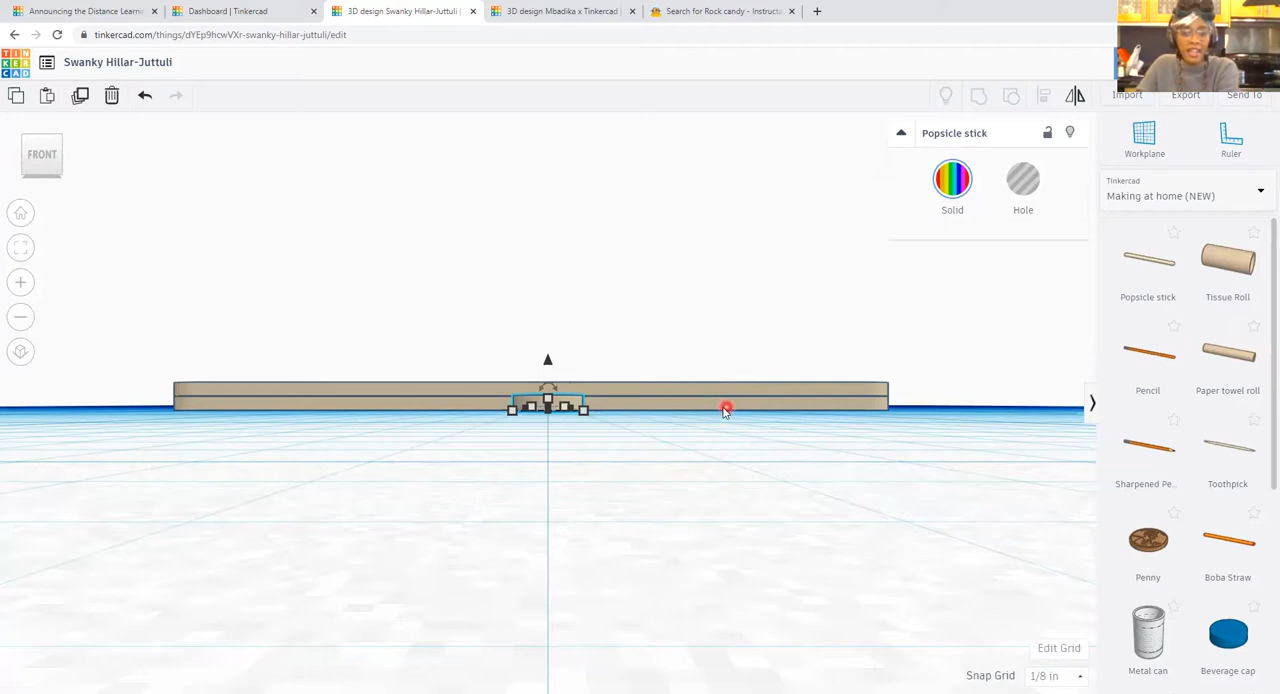 Announcing the Distance Learne
Dashboard | Tinkercad
3D design Swanky Hillar-Juttuli |
3D design Mbadika x Tinkercad |
Search for Rock candy - Instructa
tinkercad.com/things/dYEp9hcwVXr-swanky-hillar-juttuli/edit
TIN
KER
CAD
Swanky Hillar-Juttuli
Import
Export
Send To
FRONT
Popsicle stick
Solid
Hole
Workplane
Ruler
Tinkercad
Making at home (NEW)
Popsicle stick
Tissue Roll
Pencil
Paper towel roll
Sharpened Pe...
Toothpick
Penny
Boba Straw
Metal can
Beverage cap
Edit Grid
Snap Grid
1/8 in